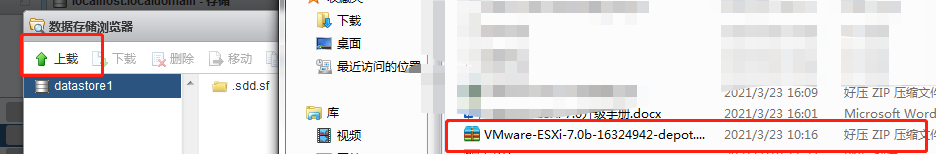 localhost.localdomain - 存储
数据存储浏览器
上载
下载
删除
移动
datastore1
.sdd.sf
下载
桌面
最近访问的位置
库
视频
2021/3/23 16:09
好压 ZIP 压缩文件
升级手册.docx
2021/3/23 16:01
Microsoft Word
VMware-ESXi-7.0b-16324942-depot....
2021/3/23 10:16
好压 ZIP 压缩文件